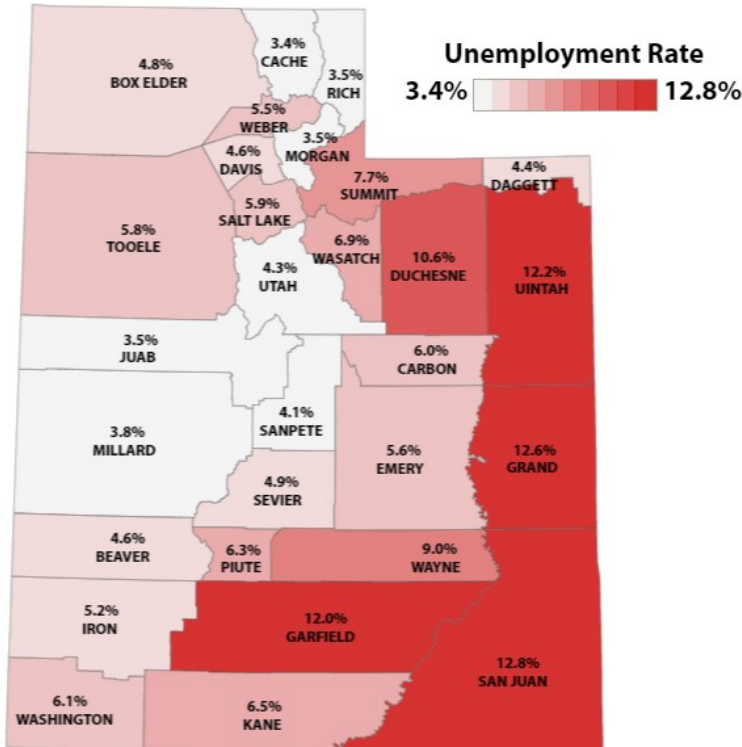 Unemployment Rate
3.4%
12.8%
3.4%
CACHE
3.5%
RICH
4.8%
BOX ELDER
5.5%
WEBER
3.5%
MORGAN
4.6%
DAVIS
7.7%
SUMMIT
4.4%
DAGGETT
5.9%
SALT LAKE
5.8%
TOOELE
6.9%
WASATCH
10.6%
DUCHESNE
12.2%
UINTAH
4.3%
UTAH
3.5%
JUAB
6.0%
CARBON
4.1%
SANPETE
3.8%
MILLARD
5.6%
EMERY
12.6%
GRAND
4.9%
SEVIER
4.6%
BEAVER
6.3%
PIUTE
9.0%
WAYNE
5.2%
IRON
12.0%
GARFIELD
12.8%
SAN JUAN
6.1%
WASHINGTON
6.5%
KANE